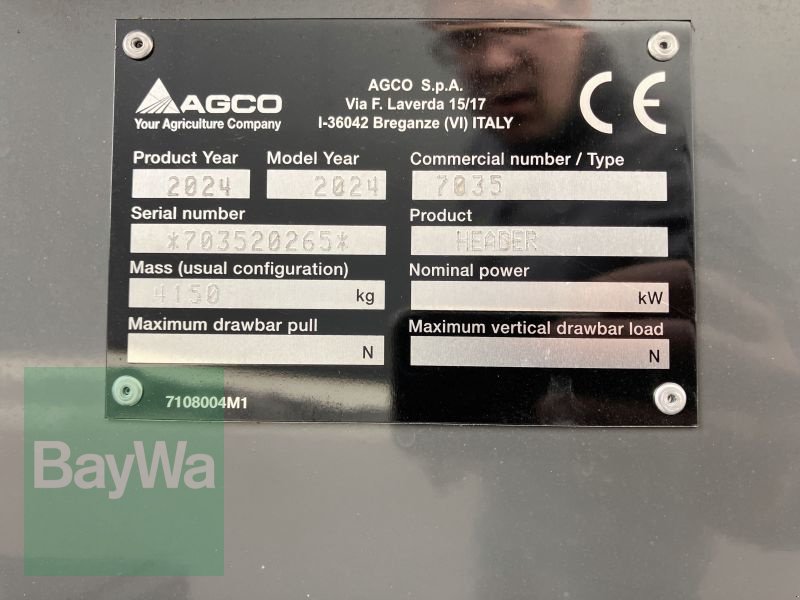 AGCO
Your Agriculture Company
AGCO S.p.A.
Via F. Laverda 15/17
I-36042 Breganze (VI) ITALY
CE
Product Year
Model Year
Commercial number / Type
2024
2024
7035
Serial number
Product
*703520265*
HEADER
Mass (usual configuration)
Nominal power
4150 kg
kW
Maximum drawbar pull
Maximum vertical drawbar load
N
N
7108004M1
BayWa